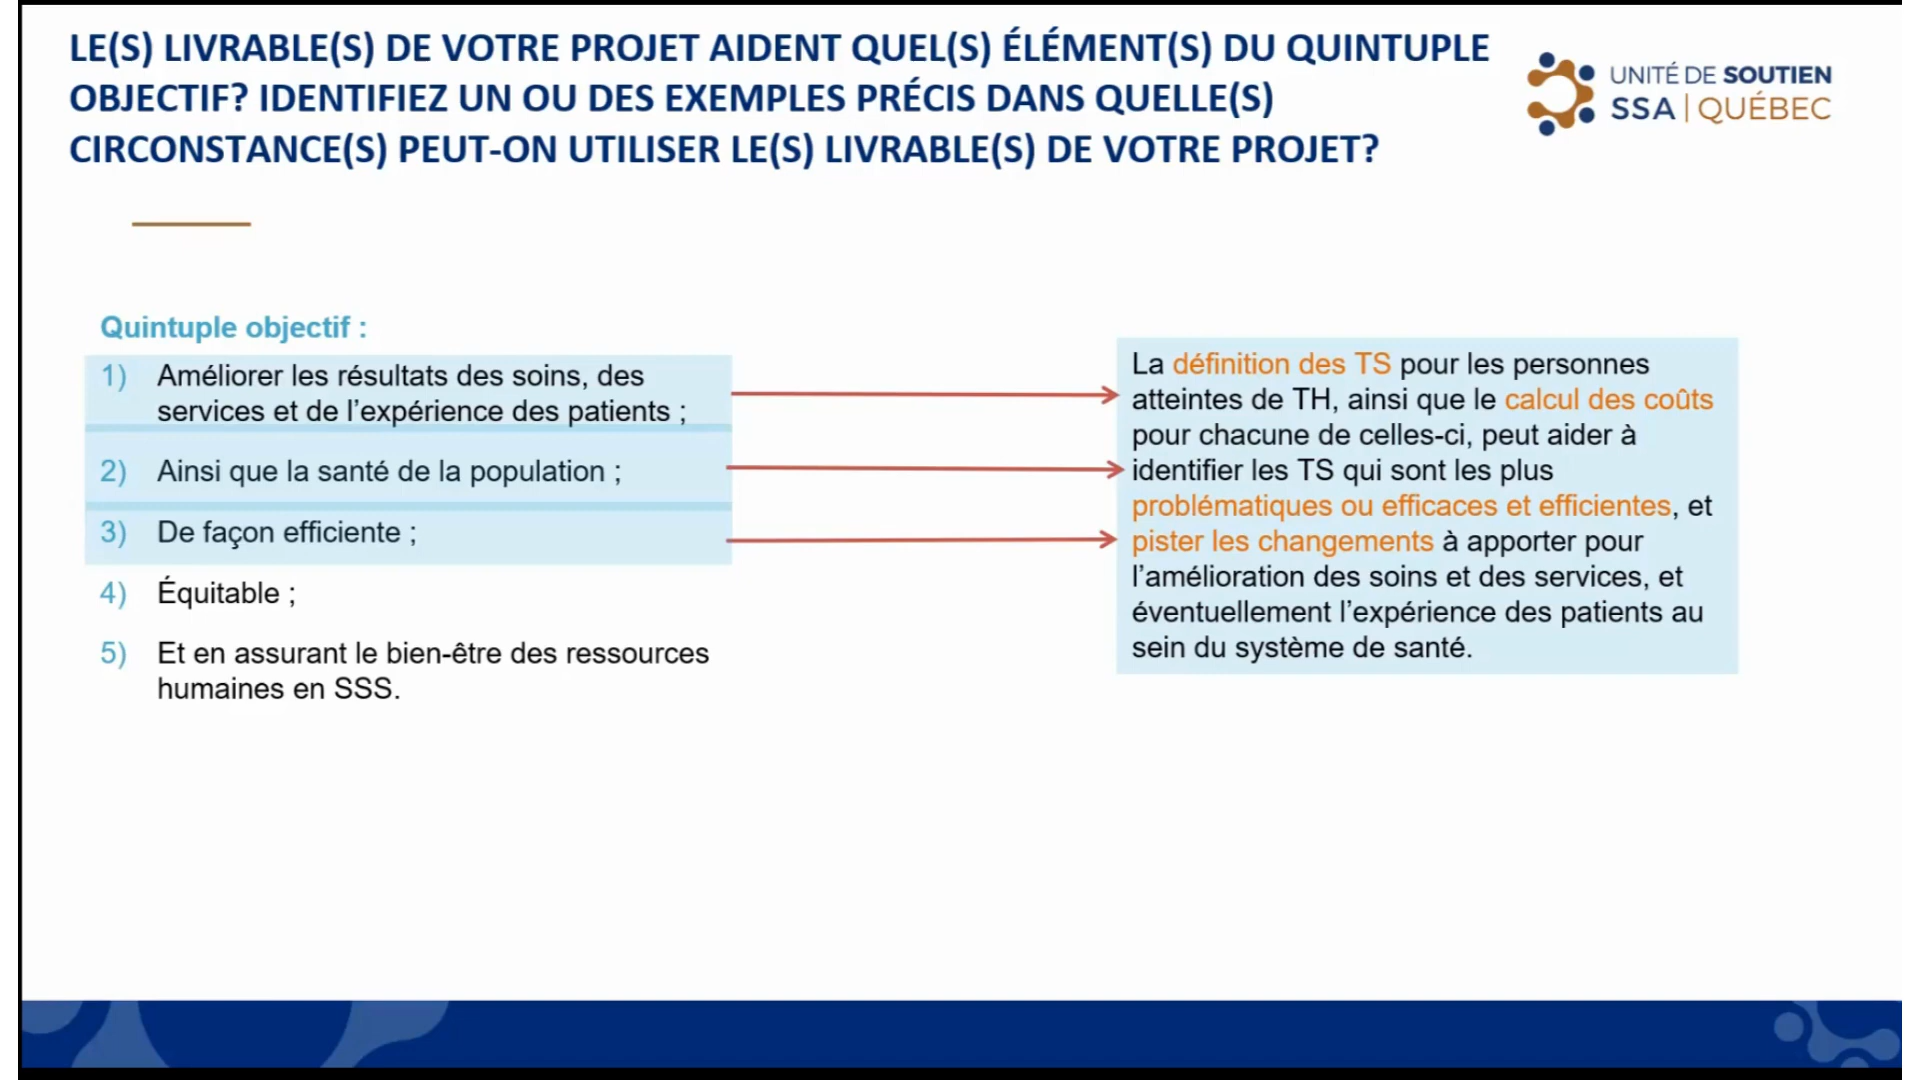 LE(S) LIVRABLE(S) DE VOTRE PROJET AIDENT QUEL(S) ÉLÉMENT(S) DU QUINTUPLE
OBJECTIF? IDENTIFIEZ UN OU DES EXEMPLES PRÉCIS DANS QUELLE(S)
CIRCONSTANCE(S) PEUT-ON UTILISER LE(S) LIVRABLE(S) DE VOTRE PROJET?
UNITÉ DE SOUTIEN
SSA | QUÉBEC
Quintuple objectif :
1) Améliorer les résultats des soins, des
services et de l’expérience des patients ;
2) Ainsi que la santé de la population ;
3) De façon efficiente ;
4) Équitable ;
5) Et en assurant le bien-être des ressources
humaines en SSS.
La définition des TS pour les personnes
atteintes de TH, ainsi que le calcul des coûts
pour chacune de celles-ci, peut aider à
identifier les TS qui sont les plus
problématiques ou efficaces et efficientes, et
pister les changements à apporter pour
l’amélioration des soins et des services, et
éventuellement l’expérience des patients au
sein du système de santé.